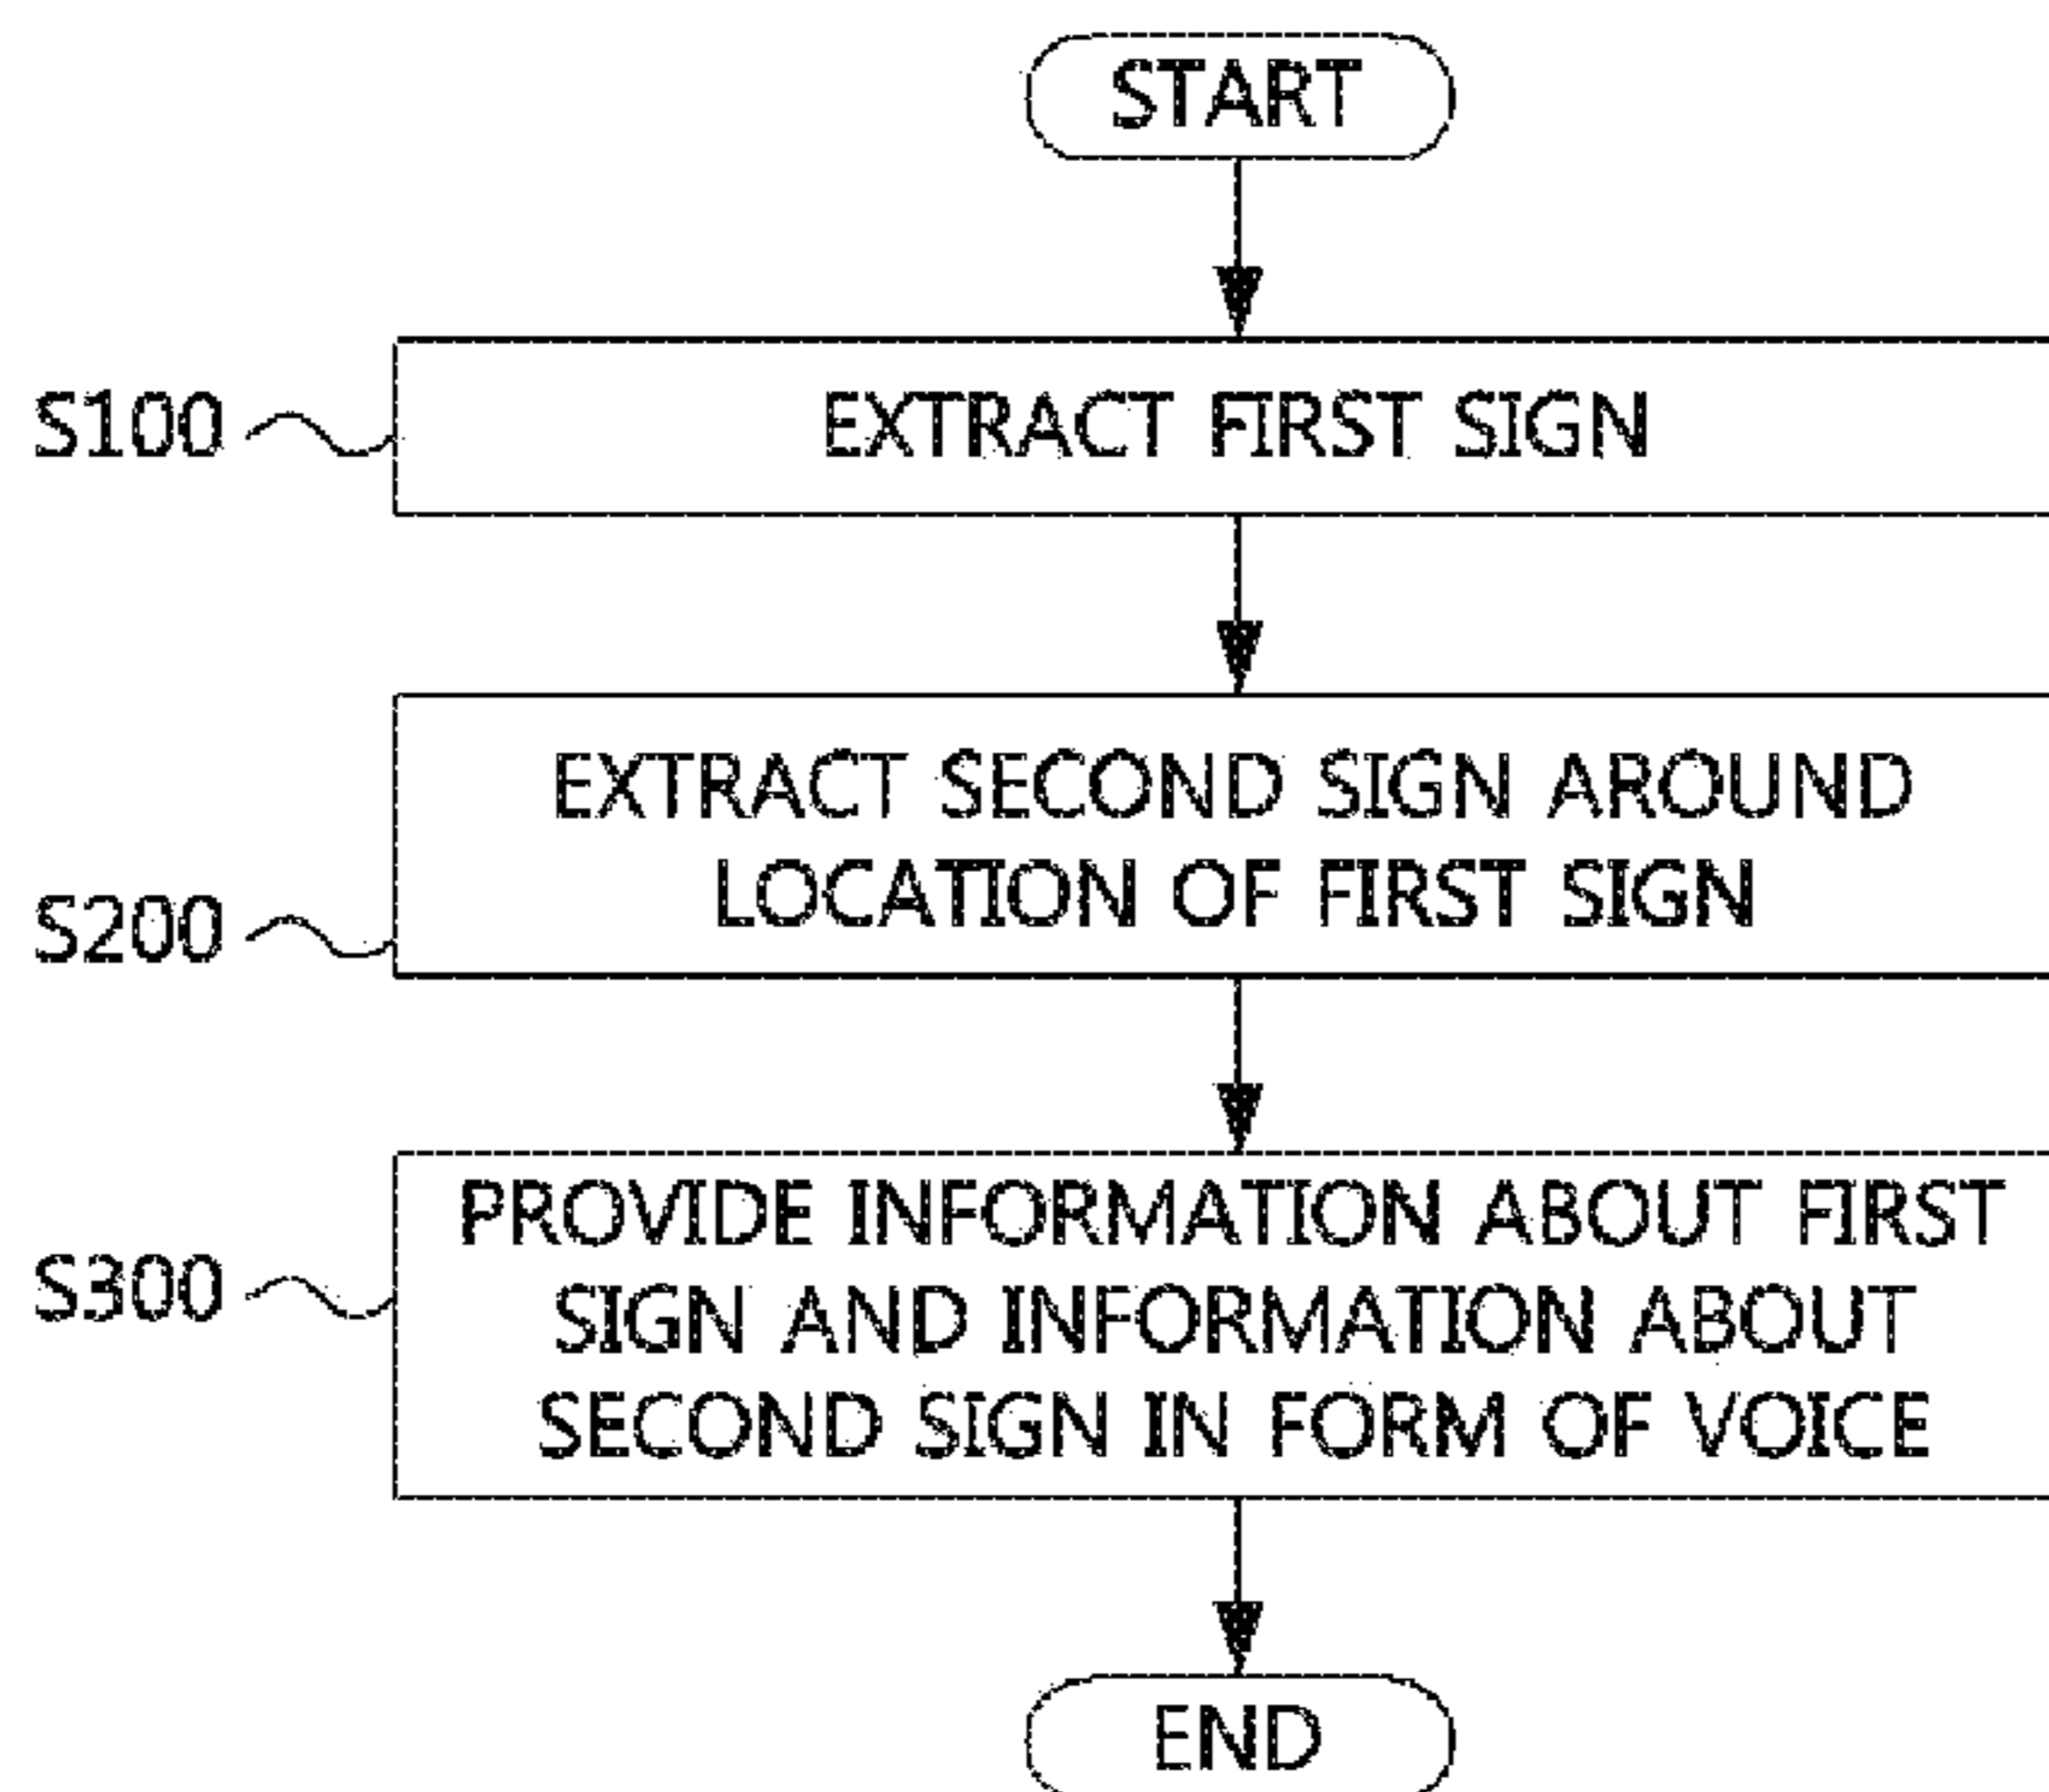 START
S100
EXTRACT FIRST SIGN
EXTRACT SECOND SIGN AROUND
LOCATION OF FIRST SIGN
S200
PROVIDE INFORMATION ABOUT FIRST
S300
SIGN AND INFORMATION ABOUT
SECOND SIGN IN FORM OF VOICE
END